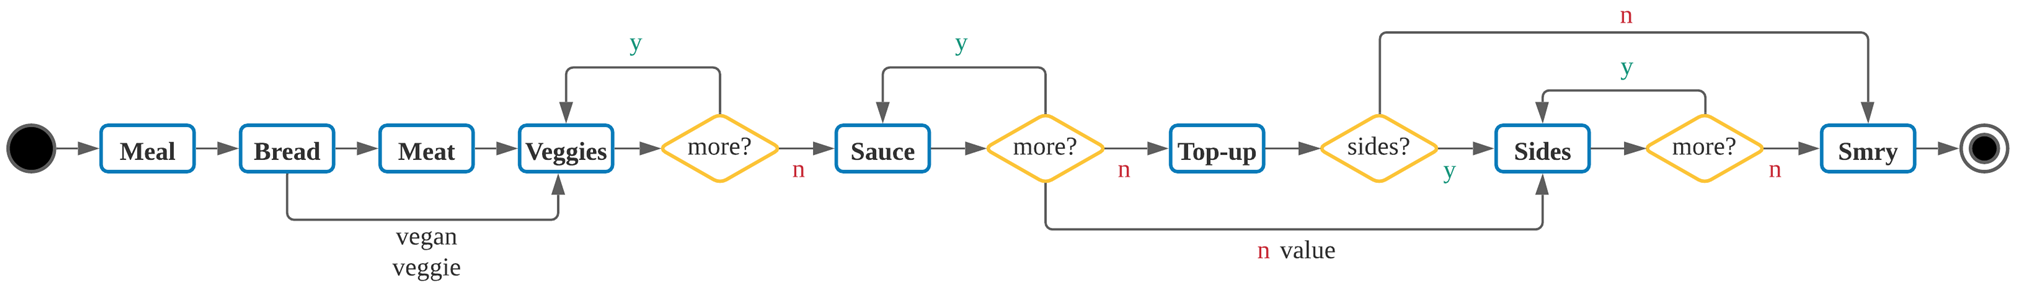 n
y
y
y
Meal
Bread
Meat
Veggies
more?
n
Sauce
more?
n
Top-up
sides?
y
Sides
more?
n
Smry
vegan
veggie
n value